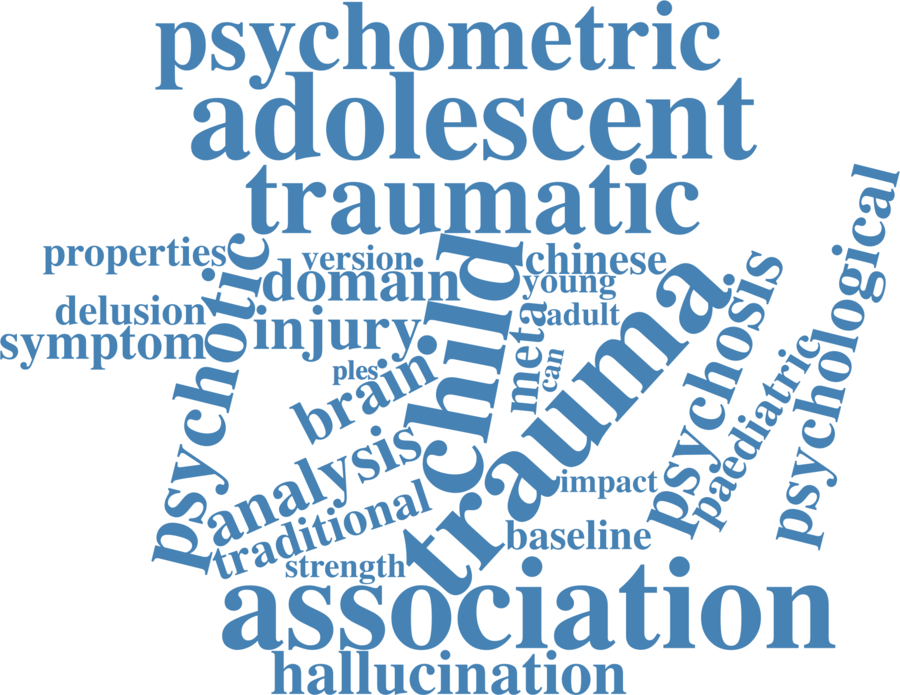 psychometric
adolescent
traumatic
psychological
properties
version
chinese
psychotic
domain
child
young
trauma
psychosis
delusion
injury
meta
adult
symptom
ples
can
brain
paediatric
analysis
impact
traditional
baseline
strength
association
hallucination